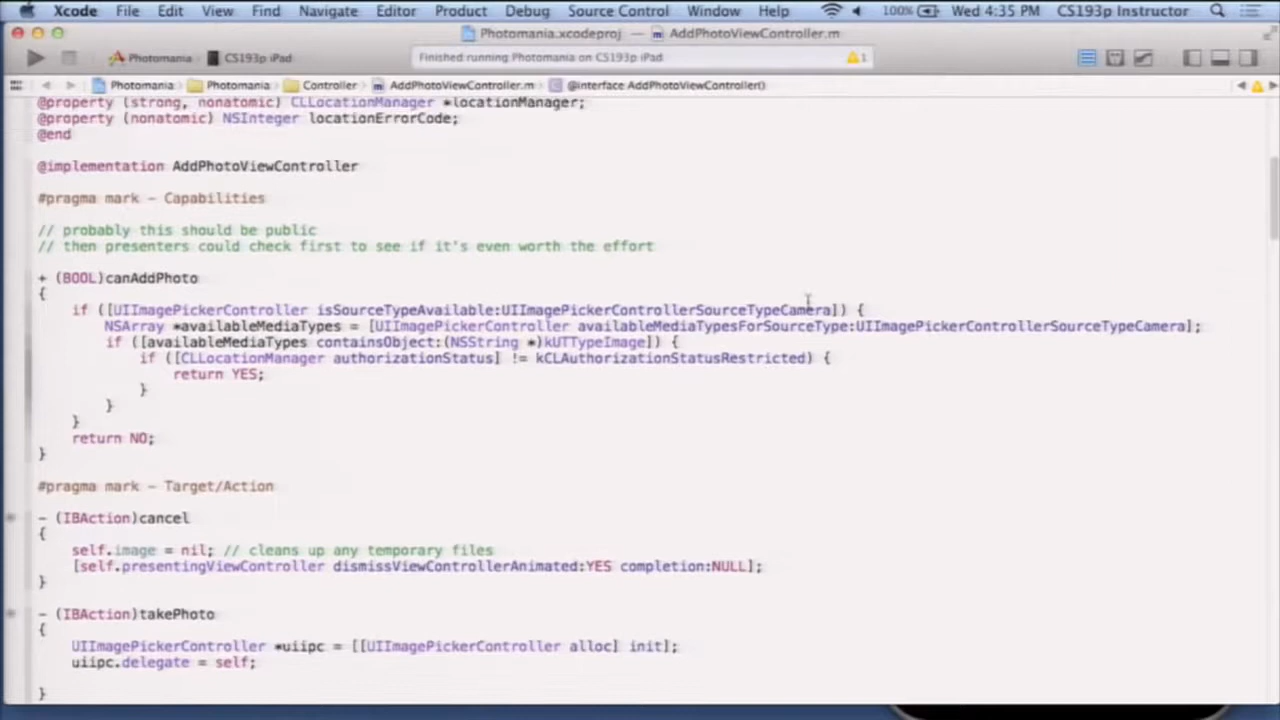 Xcode File Edit View Find Navigate Editor Product Debug Source Control Window Help 100% Wed 4:35 PM CS193p Instructor
Photomania.xcodeproj — AddPhotoViewController.m
Photomania CS193p iPad Finished running Photomania on CS193p iPad 1
Photomania Photomania Controller AddPhotoViewController.m @interface AddPhotoViewController()
@property (strong, nonatomic) CLLocationManager *locationManager;
@property (nonatomic) NSInteger locationErrorCode;
@end
@implementation AddPhotoViewController
#pragma mark - Capabilities
// probably this should be public
// then presenters could check first to see if it's even worth the effort
+ (BOOL)canAddPhoto
{
if ([UIImagePickerController isSourceTypeAvailable:UIImagePickerControllerSourceTypeCamera]) {
NSArray *availableMediaTypes = [UIImagePickerController availableMediaTypesForSourceType:UIImagePickerControllerSourceTypeCamera];
if ([availableMediaTypes containsObject:(NSString *)kUTTypeImage]) {
if ([CLLocationManager authorizationStatus] != kCLAuthorizationStatusRestricted) {
return YES;
}
}
}
return NO;
}
#pragma mark - Target/Action
- (IBAction)cancel
{
self.image = nil; // cleans up any temporary files
[self.presentingViewController dismissViewControllerAnimated:YES completion:NULL];
}
- (IBAction)takePhoto
{
UIImagePickerController *uiipc = [[UIImagePickerController alloc] init];
uiipc.delegate = self;
}